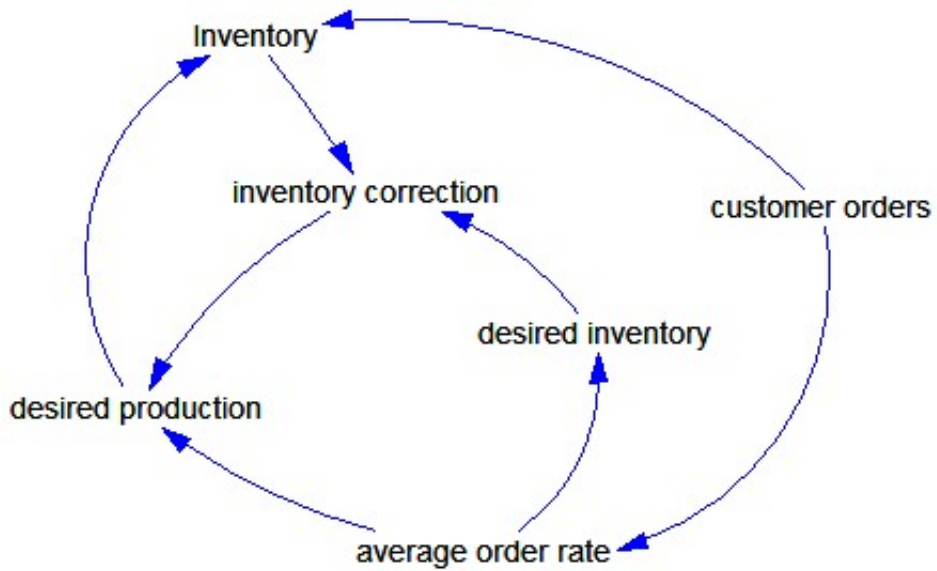 Inventory
inventory correction
customer orders
desired inventory
desired production
average order rate